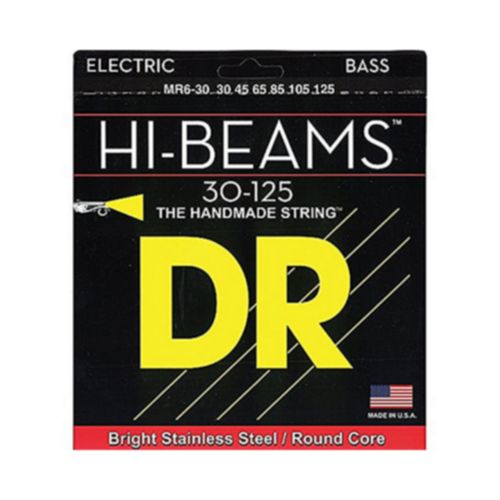 ELECTRIC BASS
MR6-30 30 45 65 85 105 125
HI-BEAMS™
30-125
THE HANDMADE STRING™
DR
MADE IN U.S.A.
Bright Stainless Steel / Round Core